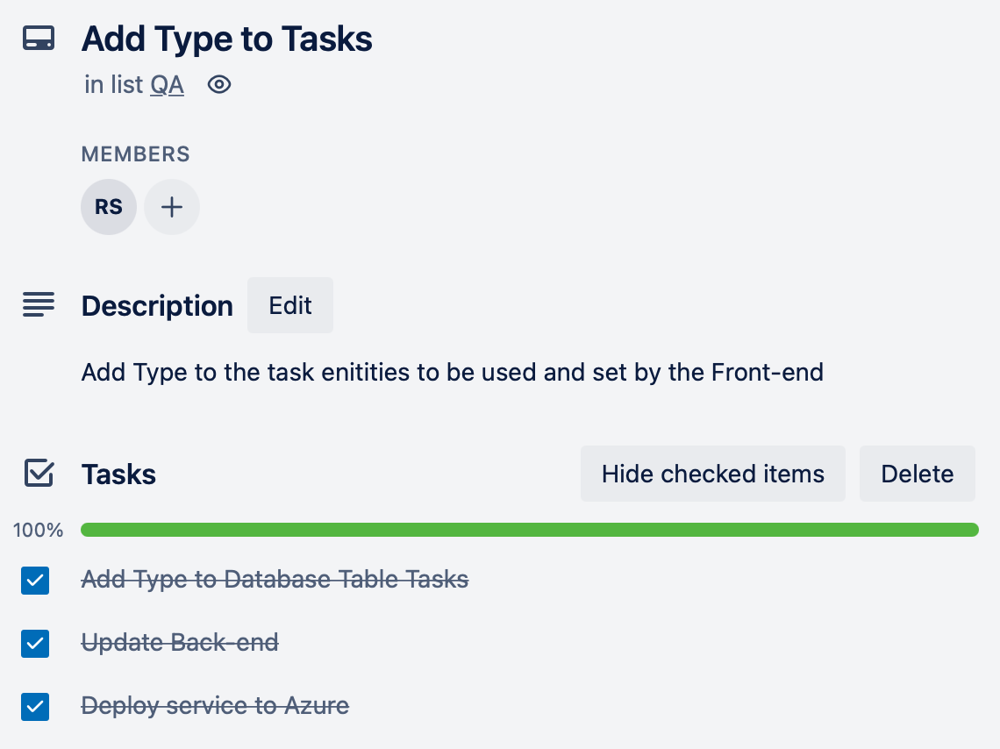 Add Type to Tasks
in list QA
MEMBERS
RS
Description Edit
Add Type to the task enitities to be used and set by the Front-end
Tasks Hide checked items Delete
100%
Add Type to Database Table Tasks
Update Back-end
Deploy service to Azure